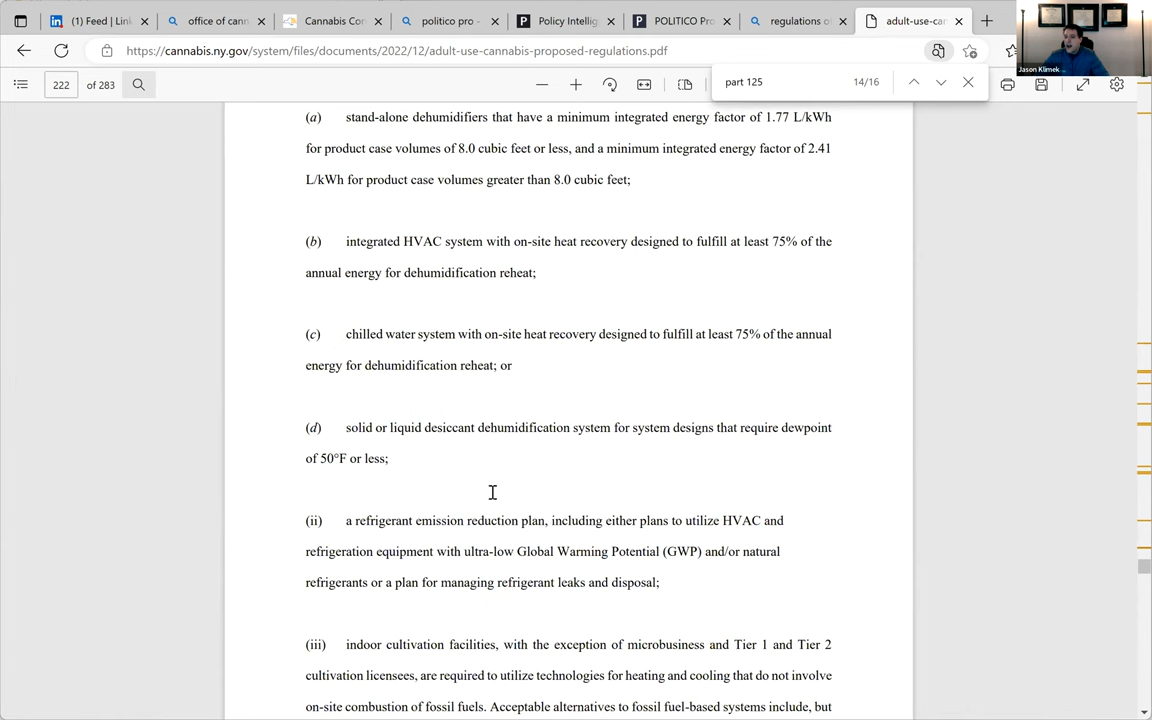 (1) Feed | Link
office of cann
Cannabis Con
politico pro -
Policy Intellig
POLITICO Pro
regulations o
adult-use-can
https://cannabis.ny.gov/system/files/documents/2022/12/adult-use-cannabis-proposed-regulations.pdf
Jason Klimek
222 of 283
part 125 14/16
(a) stand-alone dehumidifiers that have a minimum integrated energy factor of 1.77 L/kWh
for product case volumes of 8.0 cubic feet or less, and a minimum integrated energy factor of 2.41
L/kWh for product case volumes greater than 8.0 cubic feet;
(b) integrated HVAC system with on-site heat recovery designed to fulfill at least 75% of the
annual energy for dehumidification reheat;
(c) chilled water system with on-site heat recovery designed to fulfill at least 75% of the annual
energy for dehumidification reheat; or
(d) solid or liquid desiccant dehumidification system for system designs that require dewpoint
of 50°F or less;
(ii) a refrigerant emission reduction plan, including either plans to utilize HVAC and
refrigeration equipment with ultra-low Global Warming Potential (GWP) and/or natural
refrigerants or a plan for managing refrigerant leaks and disposal;
(iii) indoor cultivation facilities, with the exception of microbusiness and Tier 1 and Tier 2
cultivation licensees, are required to utilize technologies for heating and cooling that do not involve
on-site combustion of fossil fuels. Acceptable alternatives to fossil fuel-based systems include, but